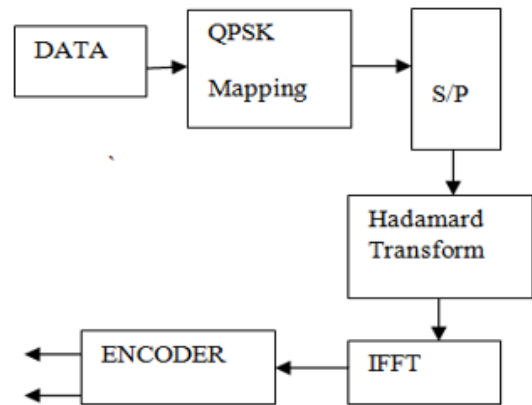 DATA
QPSK
Mapping
S/P
Hadamard
Transform
IFFT
ENCODER